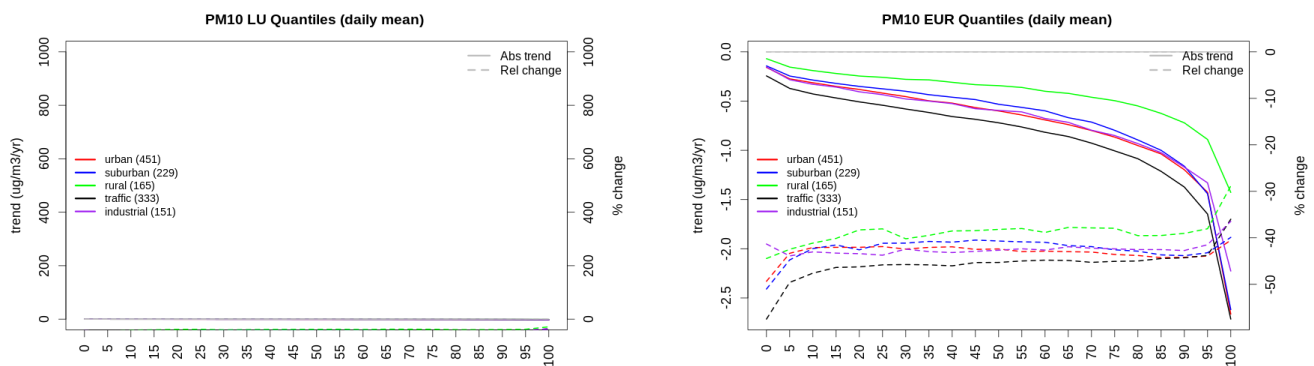 PM10 LU Quantiles (daily mean)
trend (ug/m3/yr)
1000
800
600
400
200
0
1000
800
600
400
200
0
% change
Abs trend
Rel change
urban (451)
suburban (229)
rural (165)
traffic (333)
industrial (151)
0 5 10 15 20 25 30 35 40 45 50 55 60 65 70 75 80 85 90 95 100
PM10 EUR Quantiles (daily mean)
trend (ug/m3/yr)
0.0
-0.5
-1.0
-1.5
-2.0
-2.5
0
-10
-20
-30
-40
-50
% change
Abs trend
Rel change
urban (451)
suburban (229)
rural (165)
traffic (333)
industrial (151)
0 5 10 15 20 25 30 35 40 45 50 55 60 65 70 75 80 85 90 95 100